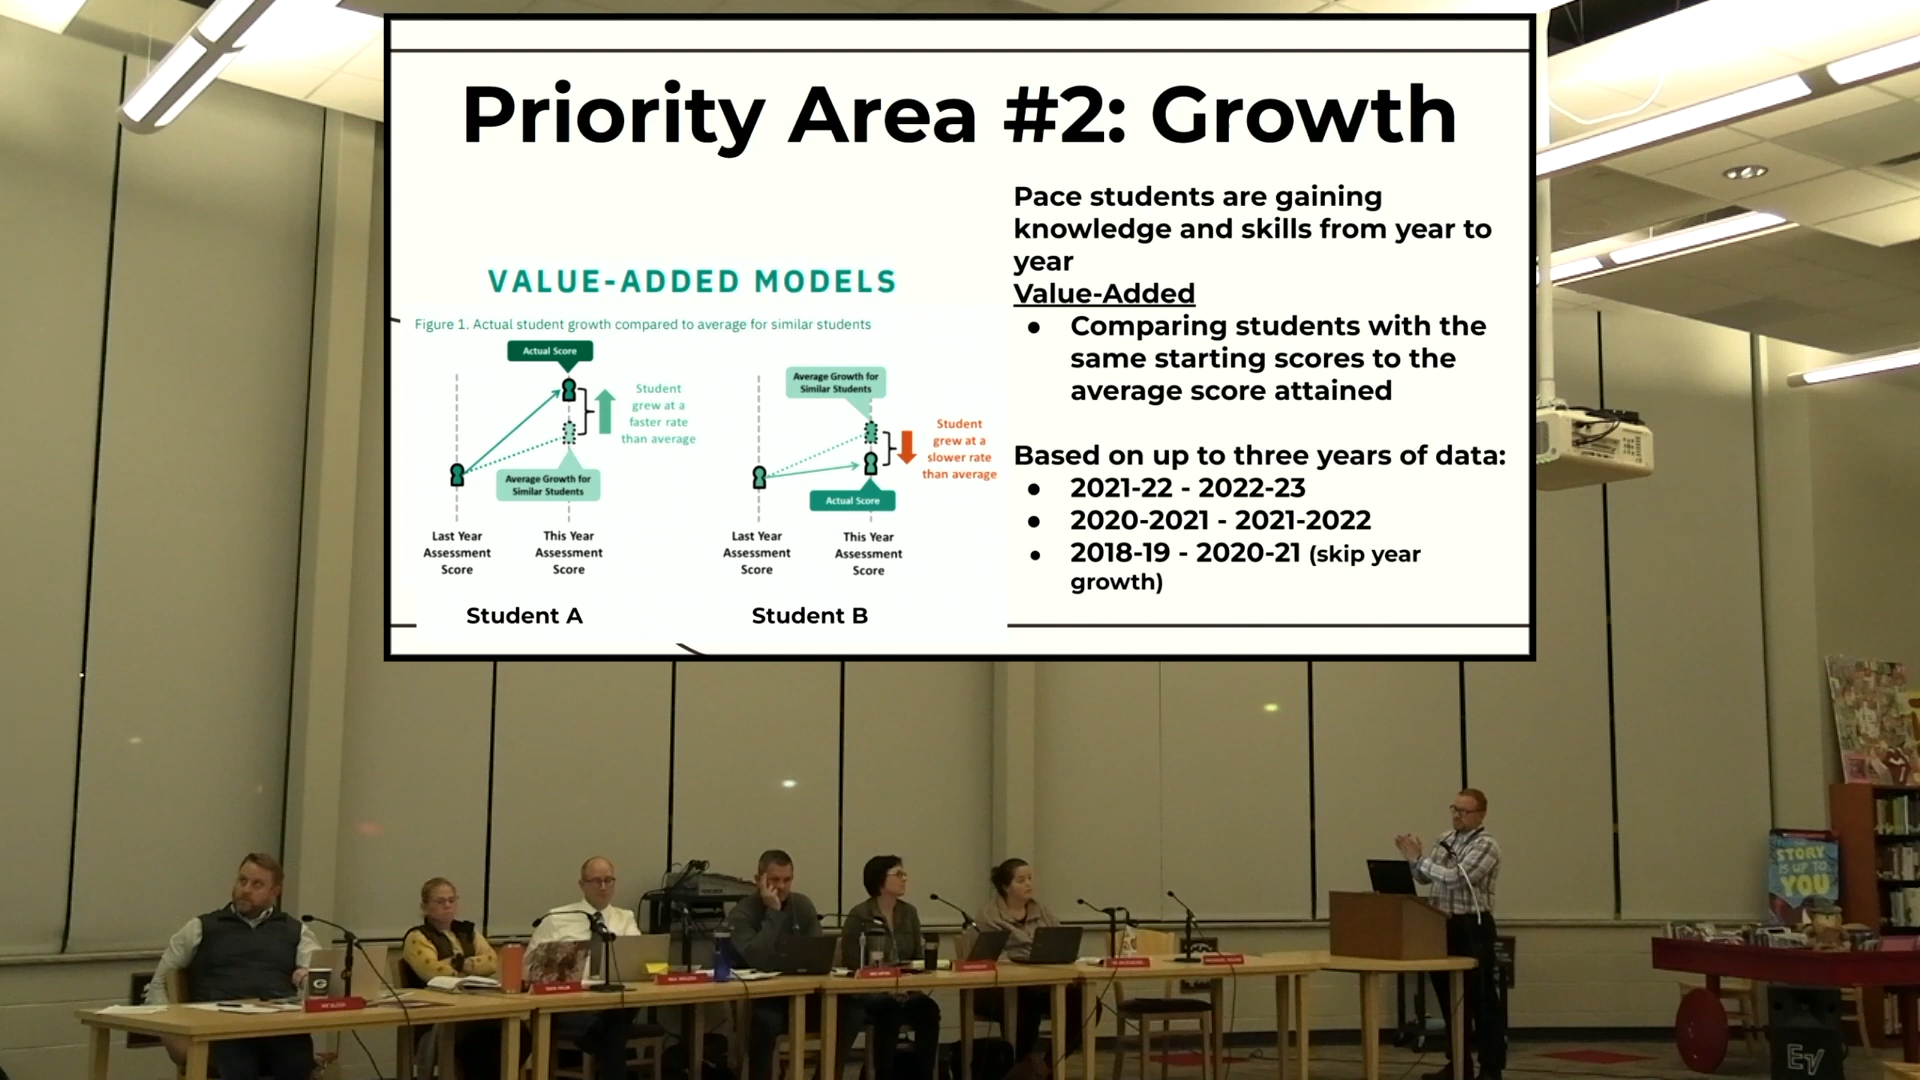 Priority Area #2: Growth
VALUE-ADDED MODELS
Figure 1. Actual student growth compared to average for similar students
Actual Score
Student
grew at a
faster rate
than average
Average Growth for
Similar Students
Last Year
Assessment
Score
This Year
Assessment
Score
Student A
Average Growth for
Similar Students
Student
grew at a
slower rate
than average
Actual Score
Last Year
Assessment
Score
This Year
Assessment
Score
Student B
Pace students are gaining
knowledge and skills from year to
year
Value-Added
● Comparing students with the
same starting scores to the
average score attained
Based on up to three years of data:
● 2021-22 - 2022-23
● 2020-2021 - 2021-2022
● 2018-19 - 2020-21 (skip year
growth)
STORY
IS UP TO
YOU
G
EV